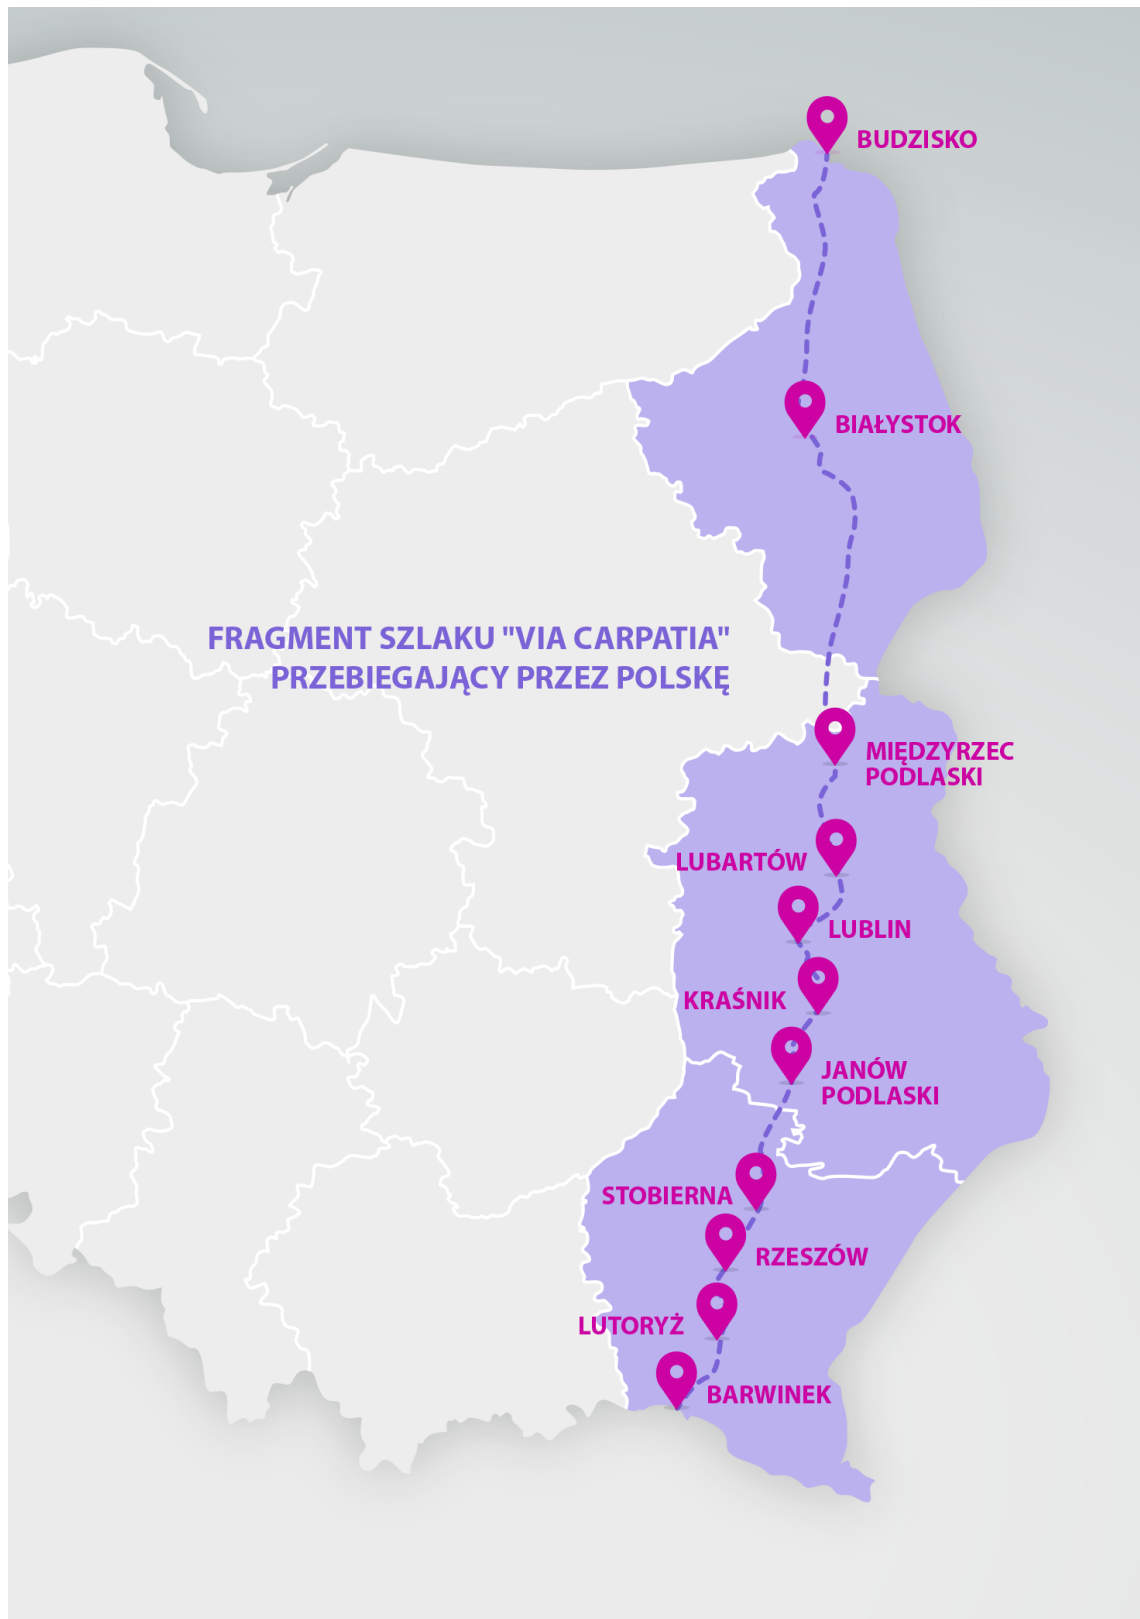 BUDZISKO
BIAŁYSTOK
FRAGMENT SZLAKU "VIA CARPATIA"
PRZEBIEGAJĄCY PRZEZ POLSKĘ
MIĘDZYRZEC
PODLASKI
LUBARTÓW
LUBLIN
KRAŚNIK
JANÓW
PODLASKI
STOBIERNA
RZESZÓW
LUTORYŻ
BARWINEK